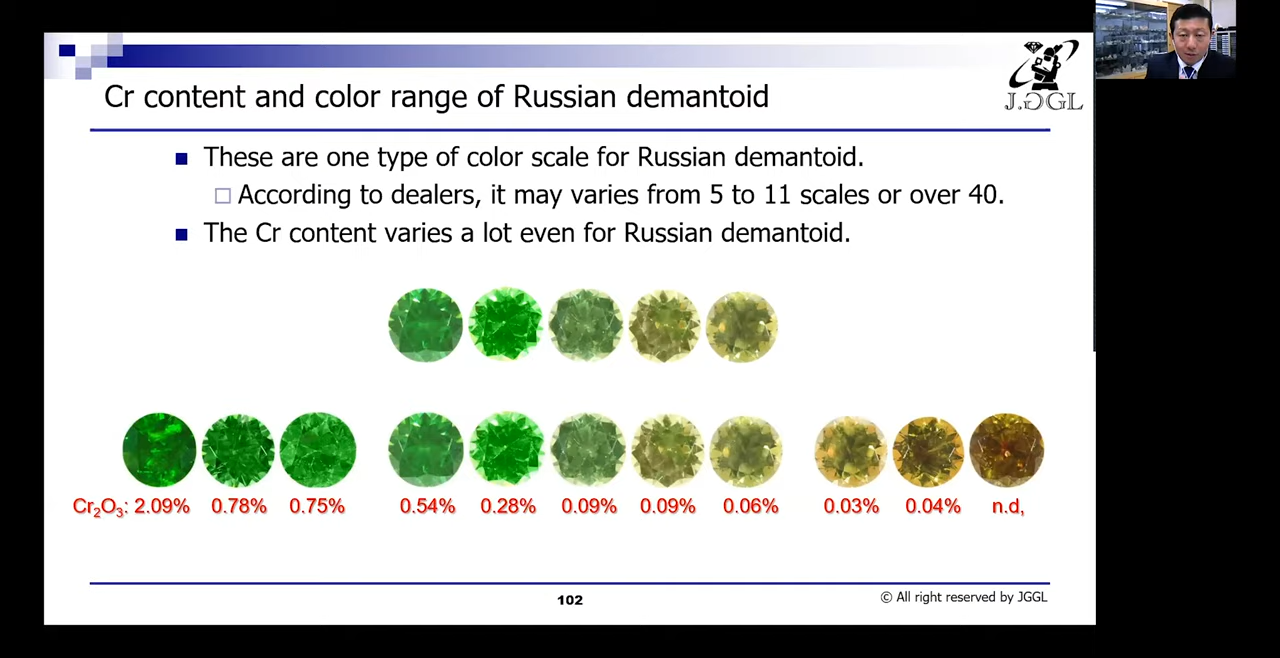 J.GGL
Cr content and color range of Russian demantoid
These are one type of color scale for Russian demantoid.
According to dealers, it may varies from 5 to 11 scales or over 40.
The Cr content varies a lot even for Russian demantoid.
Cr₂O₃: 2.09% 0.78% 0.75% 0.54% 0.28% 0.09% 0.09% 0.06% 0.03% 0.04% n.d,
102
© All right reserved by JGGL